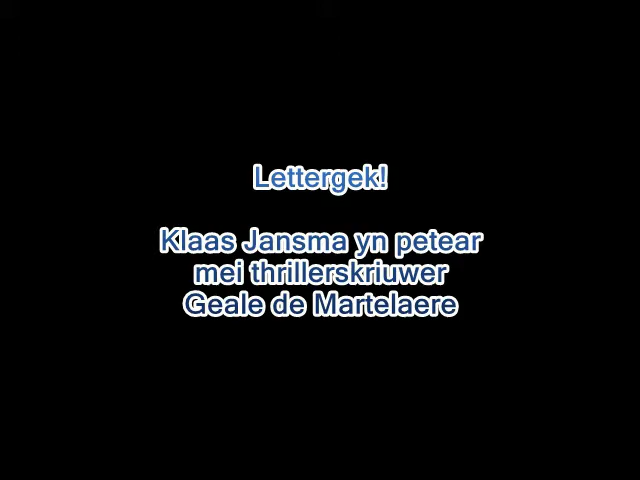 Lettergek!
Klaas Jansma yn petear
mei thrillerskriuwer
Geale de Martelaere